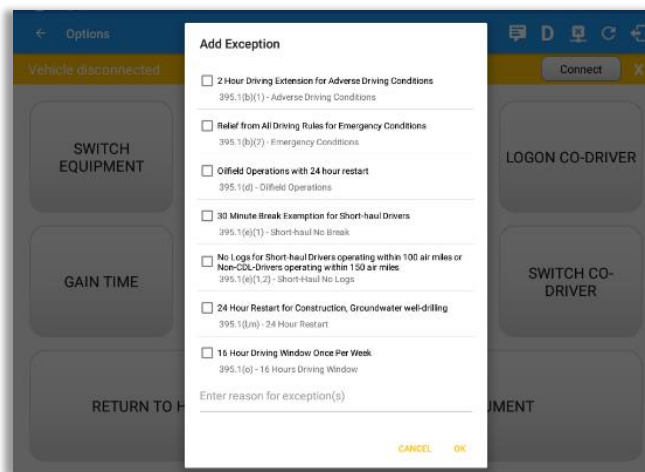 Options
D
Vehicle disconnected
Connect
X
SWITCH
EQUIPMENT
LOGON CO-DRIVER
GAIN TIME
SWITCH CO-
DRIVER
RETURN TO H
UMENT
Add Exception
2 Hour Driving Extension for Adverse Driving Conditions
395.1(b)(1) - Adverse Driving Conditions
Relief from All Driving Rules for Emergency Conditions
395.1(b)(2) - Emergency Conditions
Oilfield Operations with 24 hour restart
395.1(d) - Oilfield Operations
30 Minute Break Exemption for Short-haul Drivers
395.1(e)(1) - Short-haul No Break
No Logs for Short-haul Drivers operating within 100 air miles or
Non-CDL-Drivers operating within 150 air miles
395.1(e)(1,2) - Short-Haul No Logs
24 Hour Restart for Construction, Groundwater well-drilling
395.1(l,m) - 24 Hour Restart
16 Hour Driving Window Once Per Week
395.1(o) - 16 Hours Driving Window
Enter reason for exception(s)
CANCEL OK